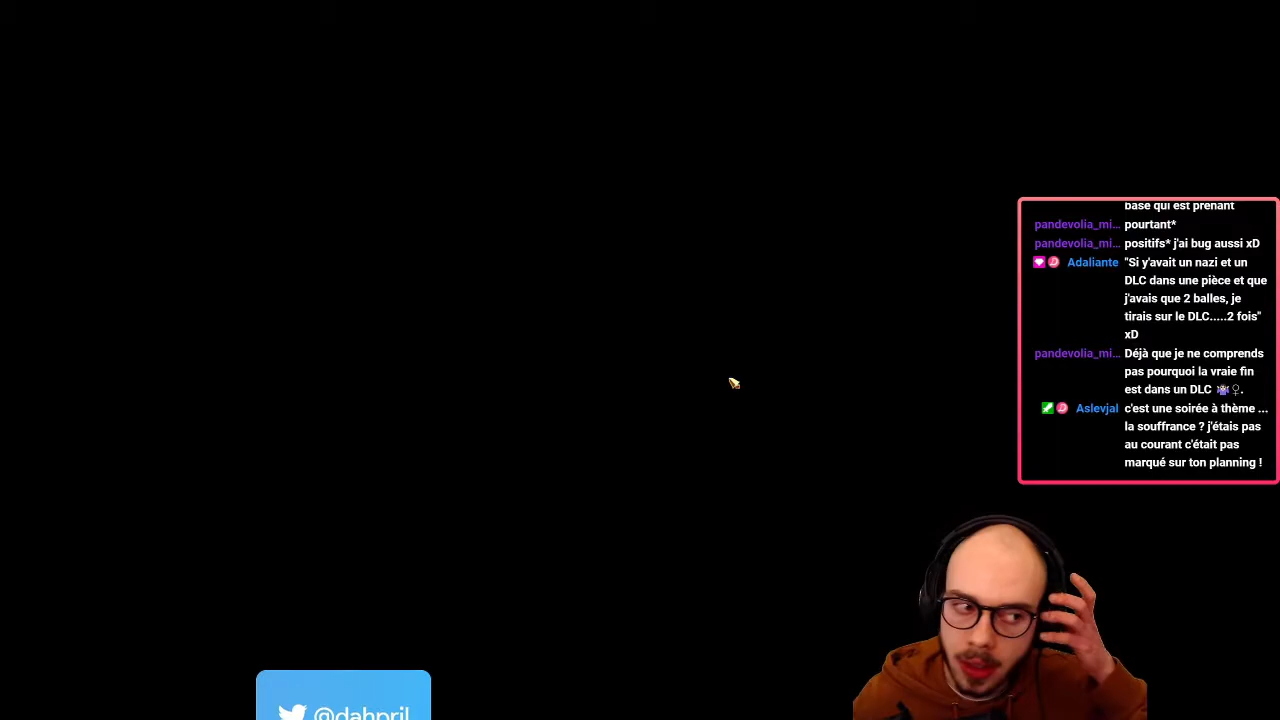 base qui est prenant
pandevolia_mi... pourtant*
pandevolia_mi... positifs* j'ai bug aussi xD
Adaliante "Si y'avait un nazi et un
DLC dans une pièce et que
j'avais que 2 balles, je
tirais sur le DLC.....2 fois"
xD
pandevolia_mi... Déjà que je ne comprends
pas pourquoi la vraie fin
est dans un DLC 🤷🏼♀.
Aslevjal c'est une soirée à thème ...
la souffrance ? j'étais pas
au courant c'était pas
marqué sur ton planning !
@dahpril